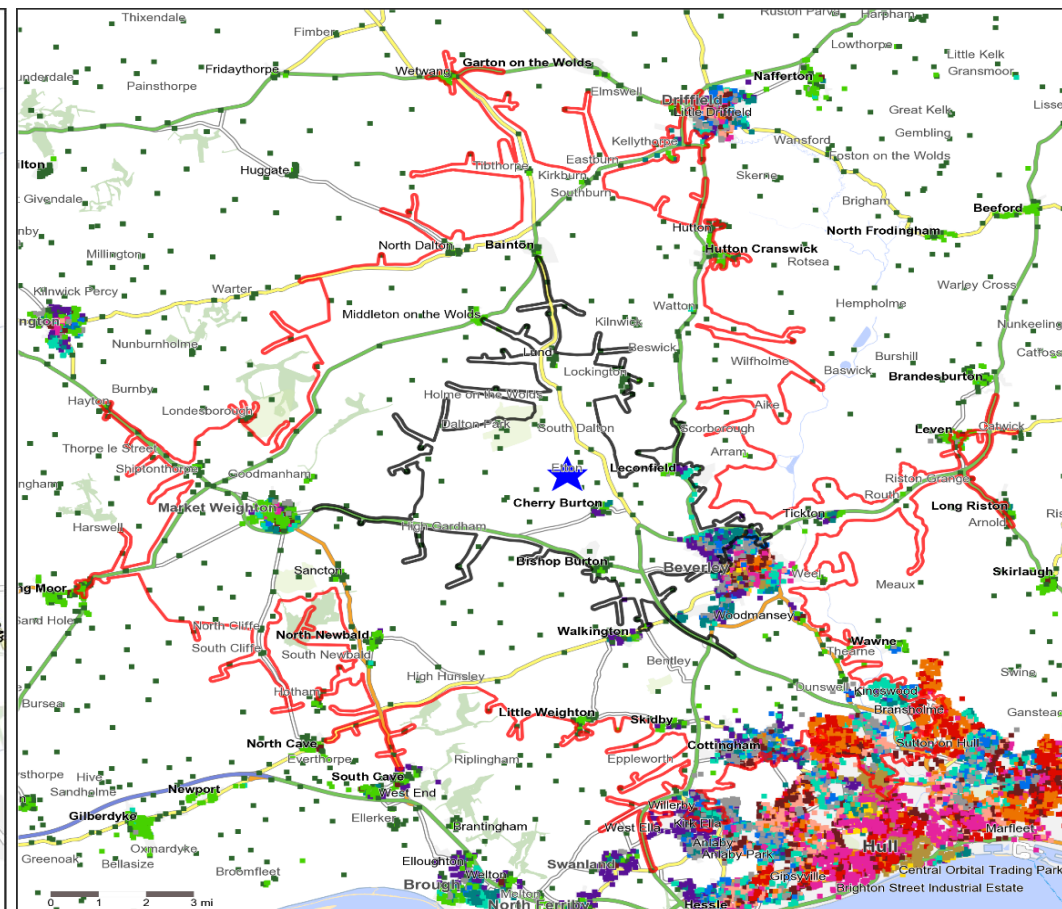 Thixendale
Ruston Parva
Harpham
Fimber
Lowthorpe
Garton on the Wolds
Little Kelk
Gransmoor
Fridaythorpe
Wetwang
Nafferton
Painsthorpe
Elmswell
Driffield
Little Driffield
Great Kelk
Gembling
Kellythorpe
Wansford
Foston on the Wolds
Eastburn
Tibthorpe
Kirkburn
Huggate
Skerne
Southburn
Givendale
Brigham
Beeford
Hutton
North Frodingham
North Dalton
Bainton
Hutton Cranswick
Rotsea
Millington
Kilnwick Percy
Warter
Warley Cross
Watton
Hempholme
Middleton on the Wolds
Kilnwick
Nunburnholme
Beswick
Lund
Burshill
Wilfholme
Lockington
Baswick
Brandesburton
Burnby
Hayton
Holme on the Wolds
Londesborough
Aike
Dalton Park
South Dalton
Scorborough
Leven
Catwick
Thorpe le Street
Arram
Shiptonthorpe
Goodmanham
Etton
Leconfield
Riston Grange
Routh
Market Weighton
Cherry Burton
Tickton
Long Riston
Arnold
Harswell
High Gardham
Bishop Burton
Beverley
Weel
Meaux
Skirlaugh
Sancton
Woodmansey
North Cliffe
North Newbald
Walkington
Wawne
South Cliffe
South Newbald
Thearne
Bentley
High Hunsley
Swine
Dunswell
Kingswood
Hotham
Bransholme
Bursea
Little Weighton
Skidby
North Cave
Cottingham
Sutton on Hull
Everthorpe
Riplingham
Eppleworth
Hive
South Cave
Sandholme
Newport
West End
Willerby
Gilberdyke
Ellerker
Brantingham
West Ella
Kirk Ella
Marfleet
Anlaby
Hull
Greenoak
Oxmardyke
Elloughton
Anlaby Park
Bellasize
Broomfleet
Welton
Swanland
Gipsyville
Central Orbital Trading Park
Brough
Melton
Brighton Street Industrial Estate
North Ferriby
Hessle
0 1 2 3 mi